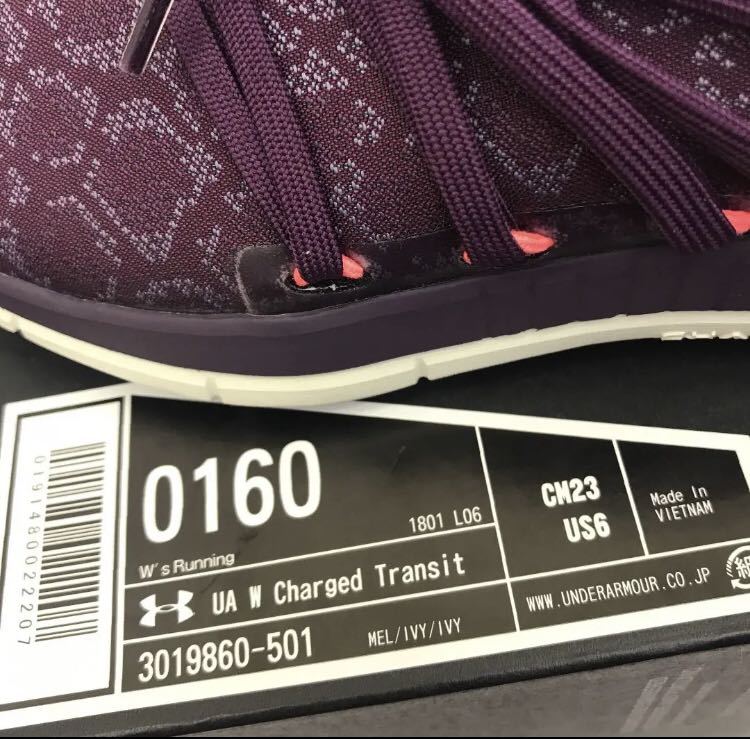 0191480022207
0160
1801 L06
W's Running
UA W Charged Transit
3019860-501
MEL/IVY/IVY
CM23
US6
Made In
VIETNAM
WWW.UNDERARMOUR.CO.JP